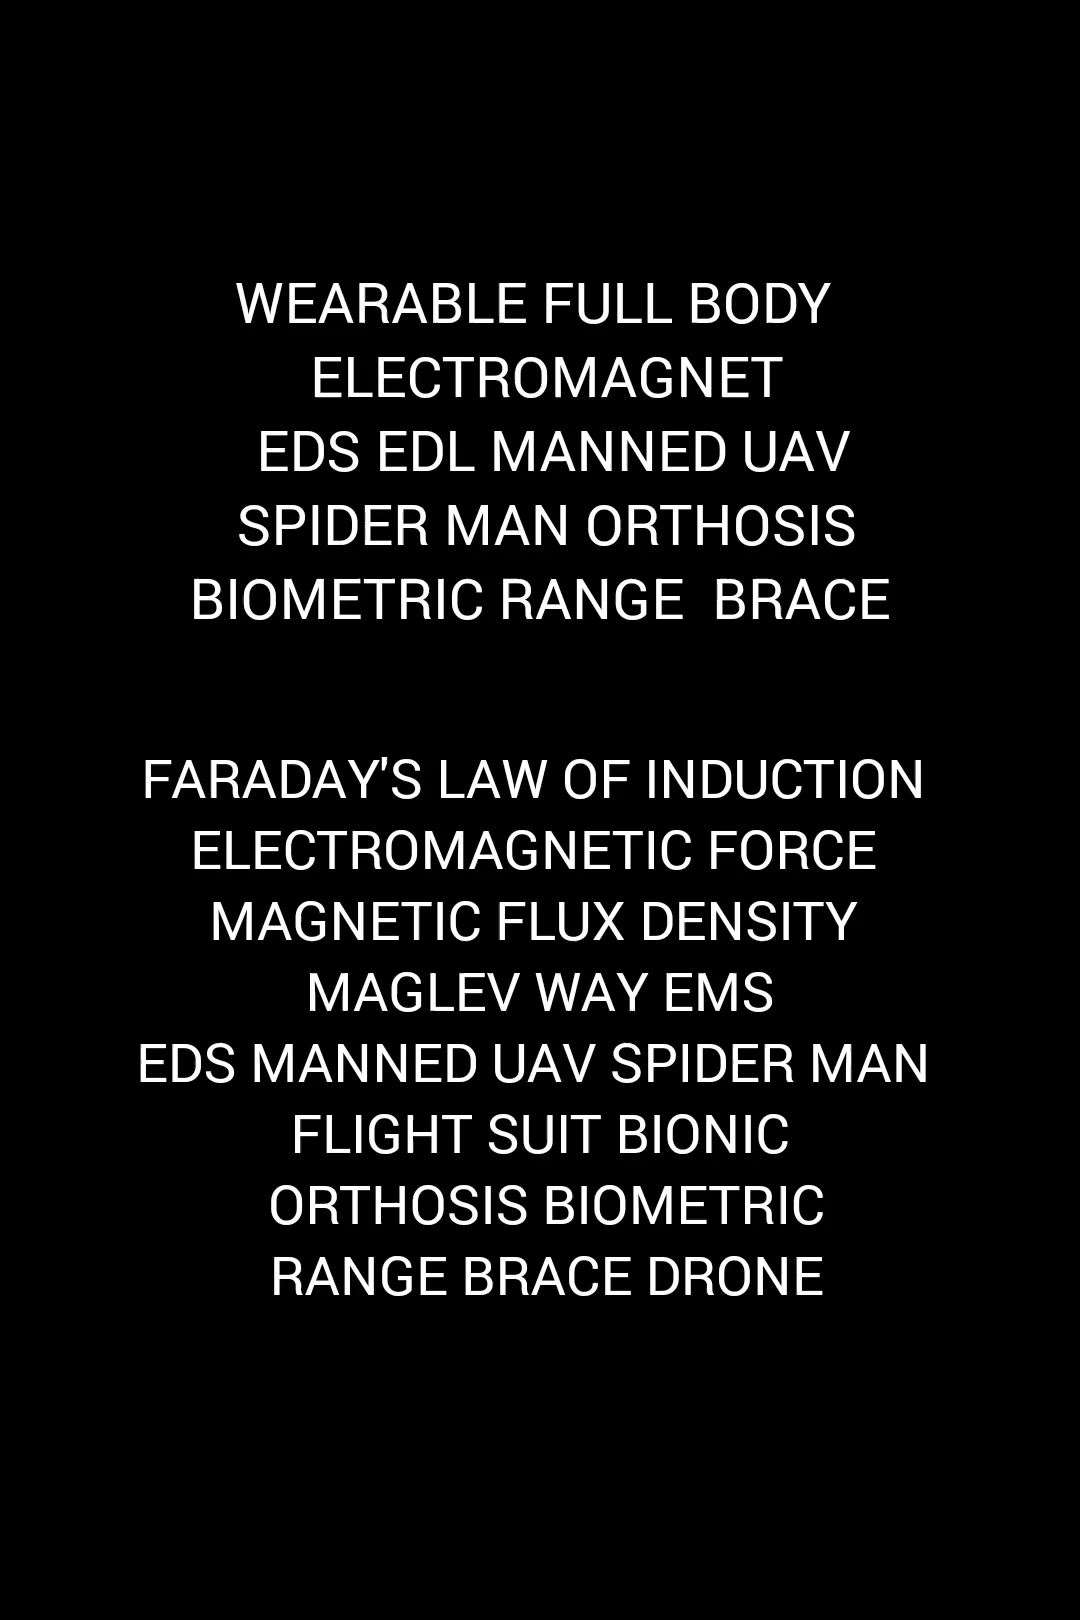 WEARABLE FULL BODY
ELECTROMAGNET
EDS EDL MANNED UAV
SPIDER MAN ORTHOSIS
BIOMETRIC RANGE  BRACE
FARADAY'S LAW OF INDUCTION
ELECTROMAGNETIC FORCE
MAGNETIC FLUX DENSITY
MAGLEV WAY EMS
EDS MANNED UAV SPIDER MAN
FLIGHT SUIT BIONIC
ORTHOSIS BIOMETRIC
RANGE BRACE DRONE